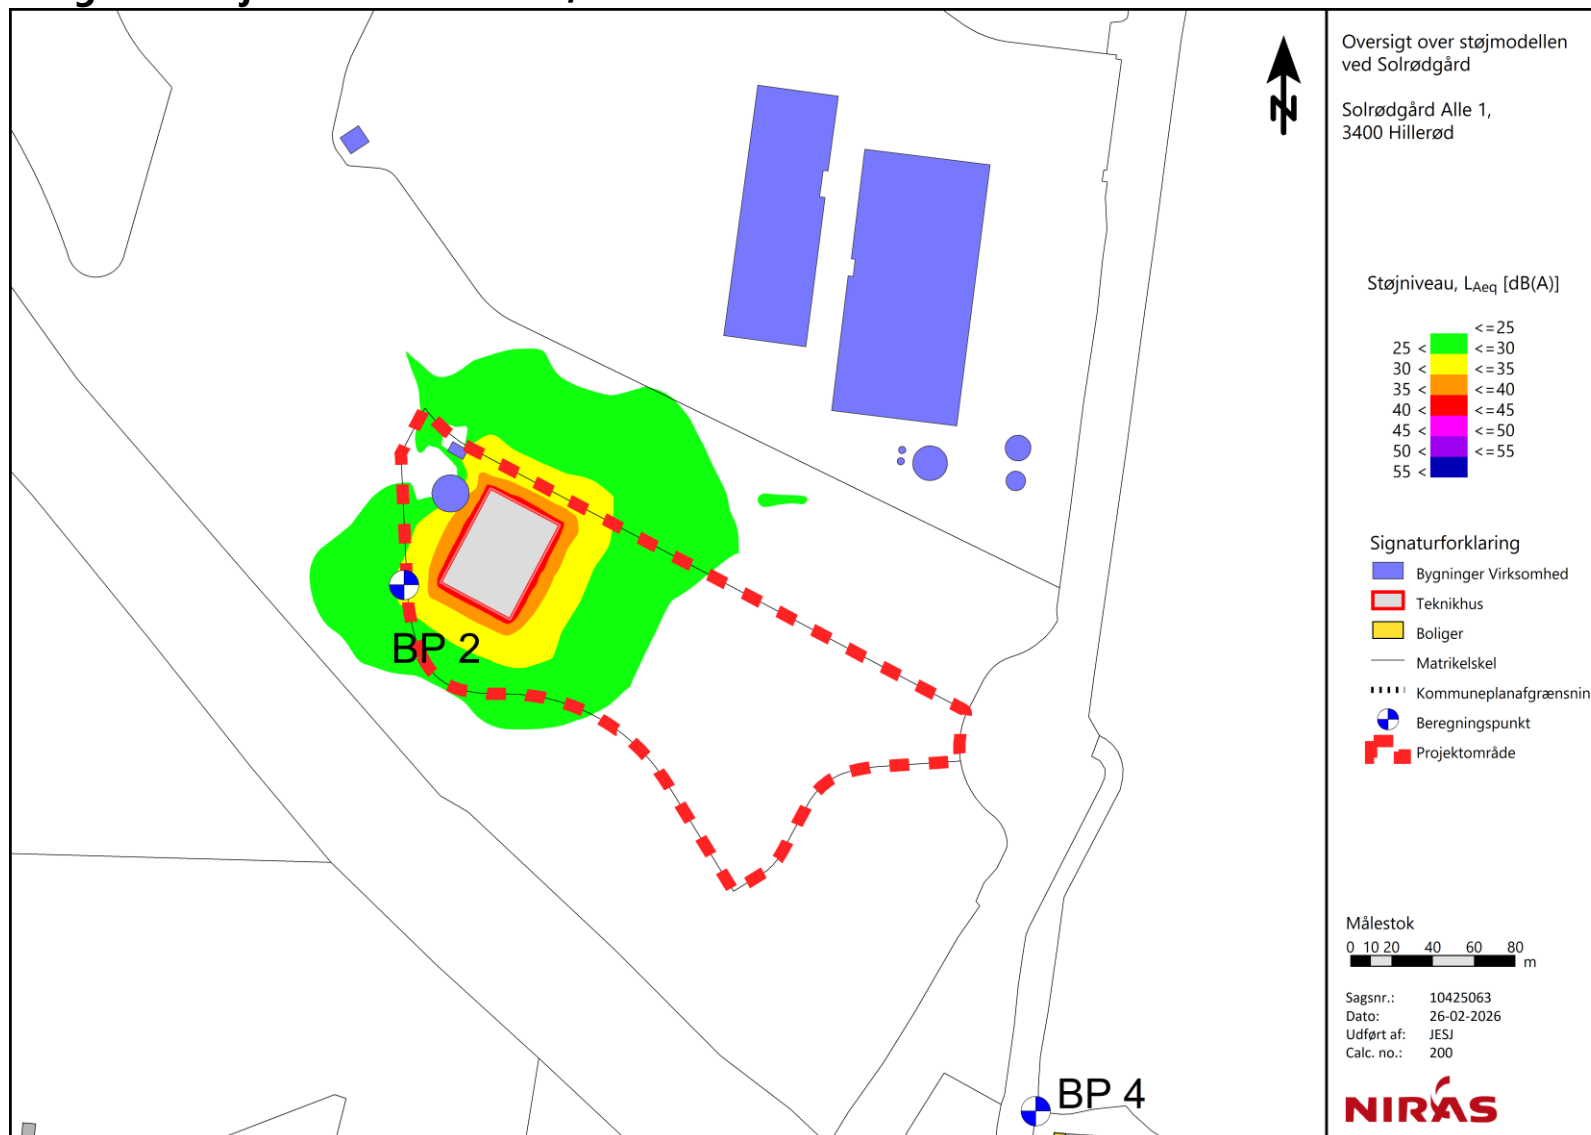 Oversigt over støjmodellen
ved Solrødgård
Solrødgård Alle 1,
3400 Hillerød
Støjniveau, LAeq [dB(A)]
<=25
25 < <=30
30 < <=35
35 < <=40
40 < <=45
45 < <=50
50 < <=55
55 <
Signaturforklaring
Bygninger Virksomhed
Teknikhus
Boliger
Matrikelskel
Kommuneplanafgrænsnin
Beregningspunkt
Projektområde
BP 2
BP 4
N
Målestok
0 10 20 40 60 80
m
Sagsnr.: 10425063
Dato: 26-02-2026
Udført af: JESJ
Calc. no.: 200
NIRAS